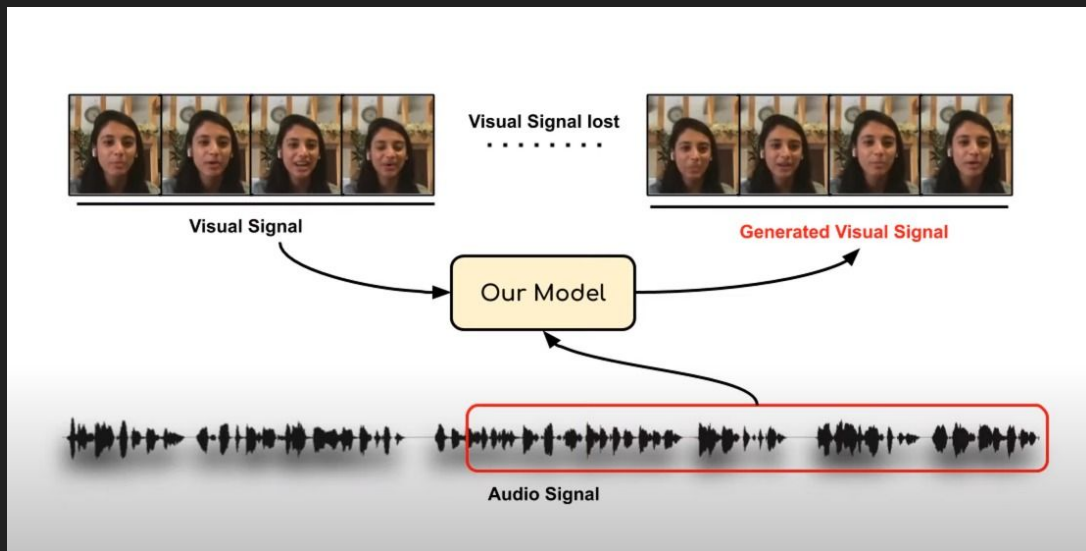 Visual Signal lost
Visual Signal
Generated Visual Signal
Our Model
Audio Signal